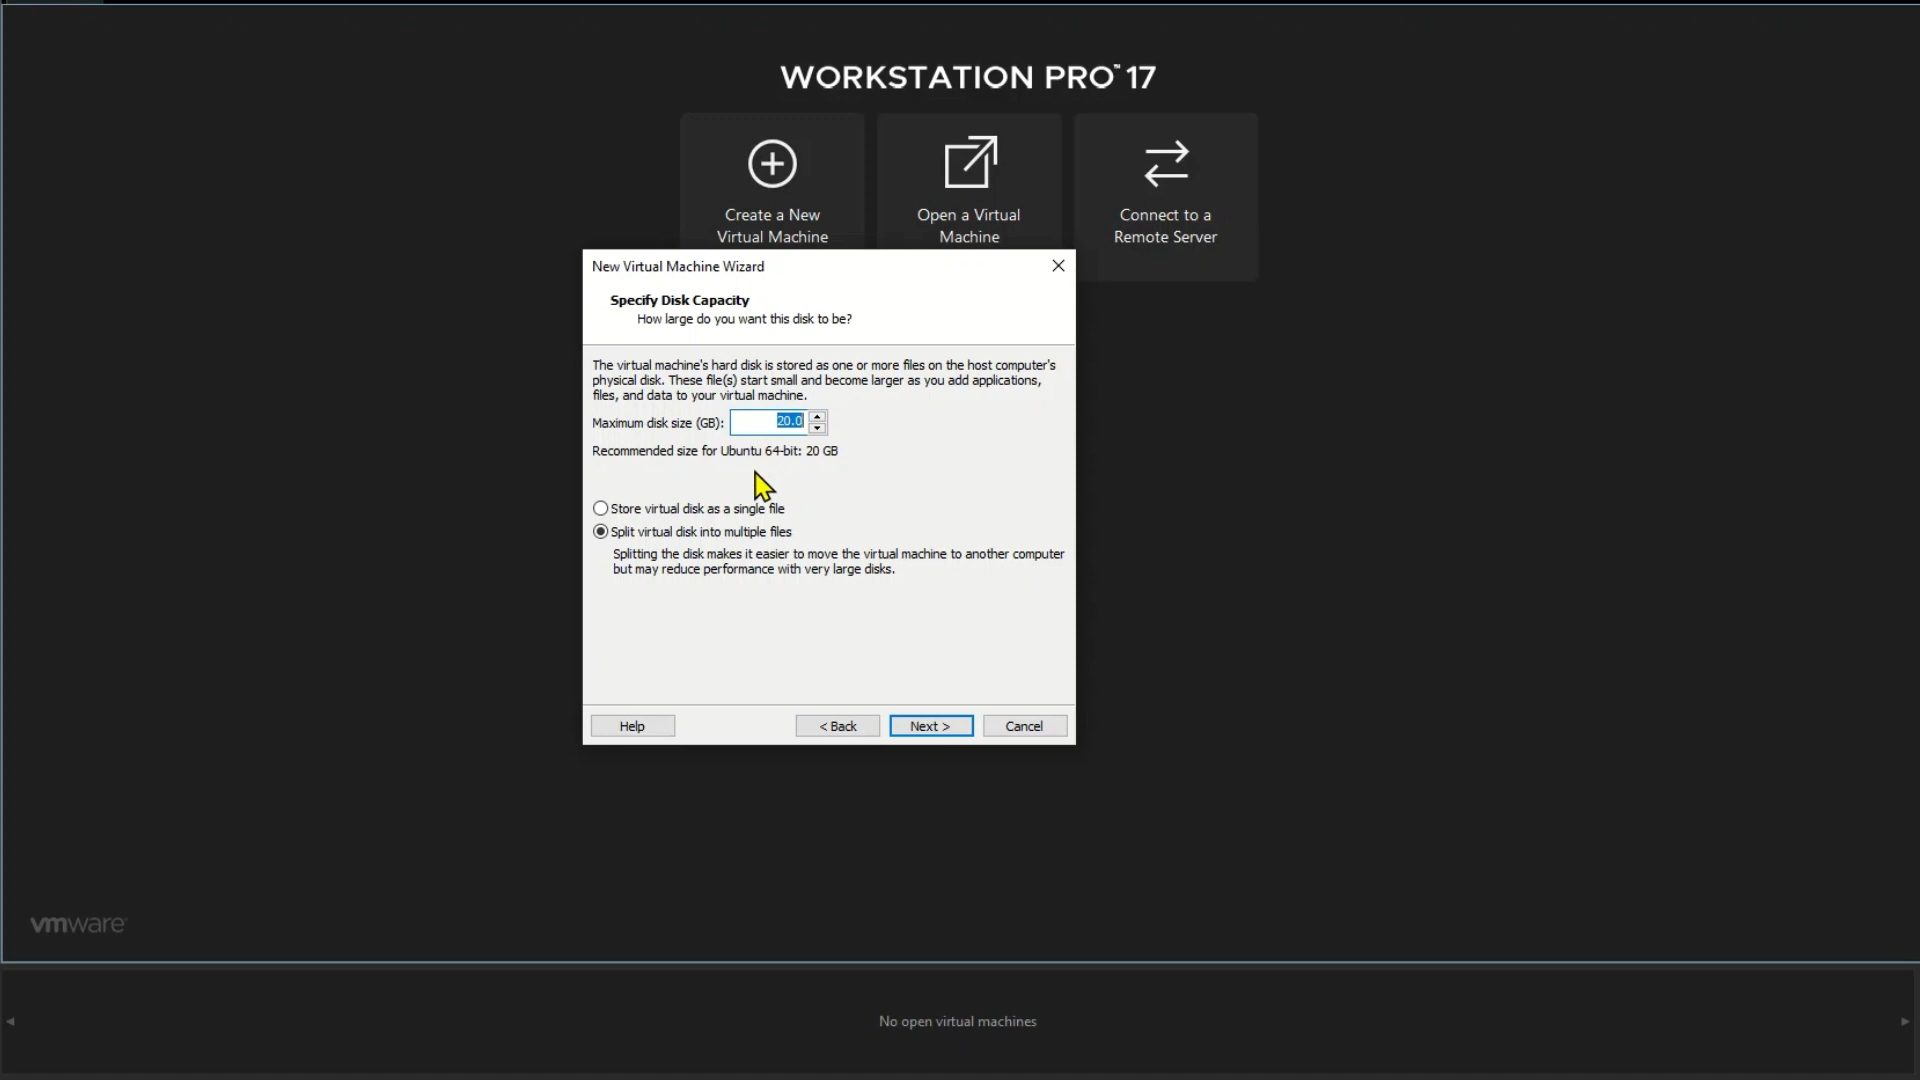 WORKSTATION PRO™ 17
Create a New
Virtual Machine
Open a Virtual
Machine
Connect to a
Remote Server
New Virtual Machine Wizard
Specify Disk Capacity
How large do you want this disk to be?
The virtual machine's hard disk is stored as one or more files on the host computer's
physical disk. These file(s) start small and become larger as you add applications,
files, and data to your virtual machine.
Maximum disk size (GB): 20.0
Recommended size for Ubuntu 64-bit: 20 GB
Store virtual disk as a single file
Split virtual disk into multiple files
Splitting the disk makes it easier to move the virtual machine to another computer
but may reduce performance with very large disks.
Help
< Back
Next >
Cancel
vmware
No open virtual machines